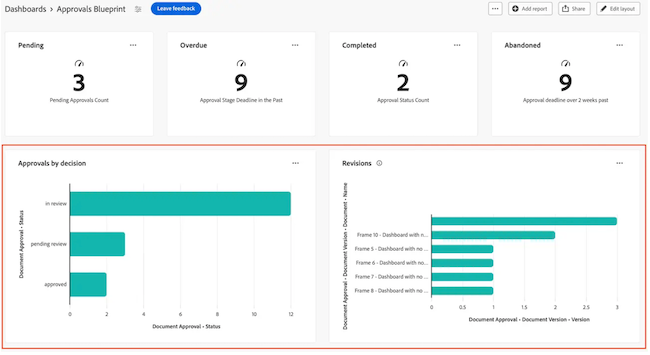 Dashboards > Approvals Blueprint
Leave feedback
Add report
Share
Edit layout
Pending
3
Pending Approvals Count
Overdue
9
Approval Stage Deadline in the Past
Completed
2
Approval Status Count
Abandoned
9
Approval deadline over 2 weeks past
Approvals by decision
Document Approval • Status
in review
pending review
approved
0 2 4 6 8 10 12
Document Approval • Status
Revisions
Document Approval • Document Version • Document • Name
Frame 10 - Dashboard with n...
Frame 5 - Dashboard with no ...
Frame 6 - Dashboard with no...
Frame 7 - Dashboard with no ...
Frame 8 - Dashboard with no ...
0 0.5 1 1.5 2 2.5 3
Document Approval • Document Version • Version